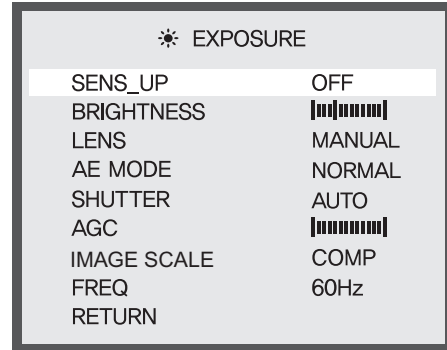 EXPOSURE
SENS_UP OFF
BRIGHTNESS
LENS MANUAL
AE MODE NORMAL
SHUTTER AUTO
AGC
IMAGE SCALE COMP
FREQ 60Hz
RETURN